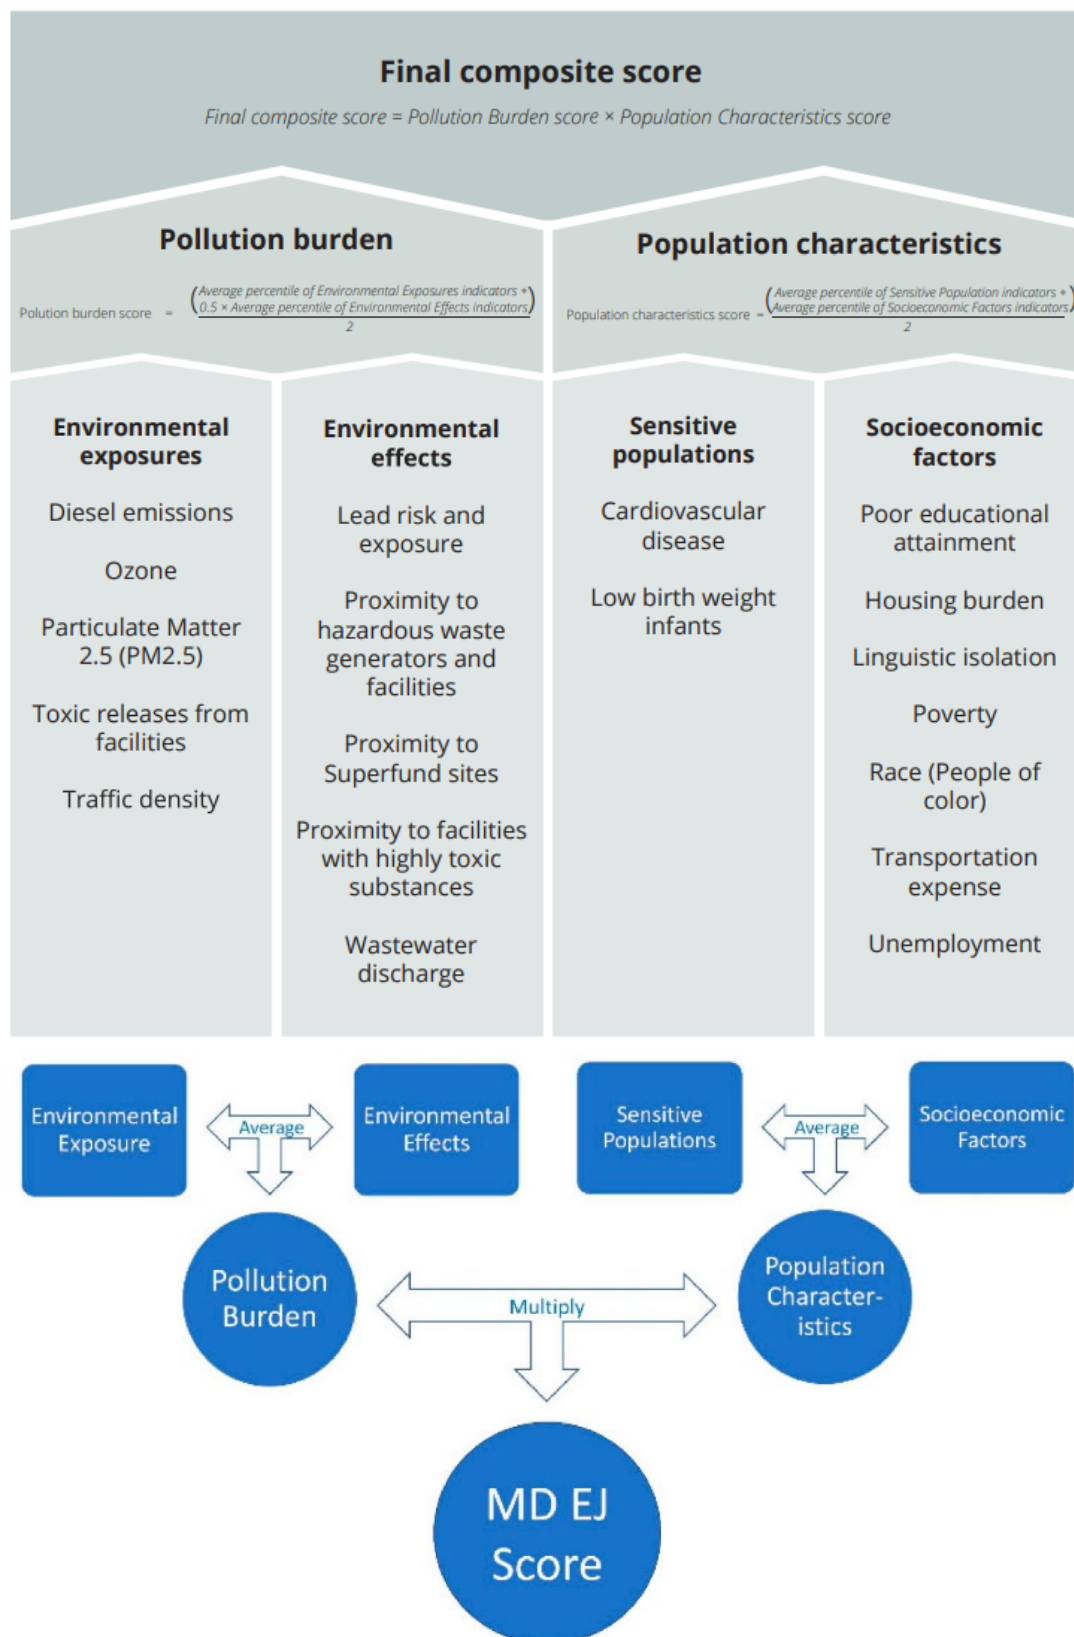 Final composite score
Final composite score = Pollution Burden score × Population Characteristics score
Pollution burden
Polution burden score = (Average percentile of Environmental Exposures indicators +
0.5 × Average percentile of Environmental Effects indicators)
2
Population characteristics
Population characteristics score = (Average percentile of Sensitive Population indicators +
Average percentile of Socioeconomic Factors indicators)
2
Environmental
exposures
Diesel emissions
Ozone
Particulate Matter
2.5 (PM2.5)
Toxic releases from
facilities
Traffic density
Environmental
effects
Lead risk and
exposure
Proximity to
hazardous waste
generators and
facilities
Proximity to
Superfund sites
Proximity to facilities
with highly toxic
substances
Wastewater
discharge
Sensitive
populations
Cardiovascular
disease
Low birth weight
infants
Socioeconomic
factors
Poor educational
attainment
Housing burden
Linguistic isolation
Poverty
Race (People of
color)
Transportation
expense
Unemployment
Environmental
Exposure
Average
Environmental
Effects
Sensitive
Populations
Average
Socioeconomic
Factors
Pollution
Burden
Multiply
Population
Character-
istics
MD EJ
Score